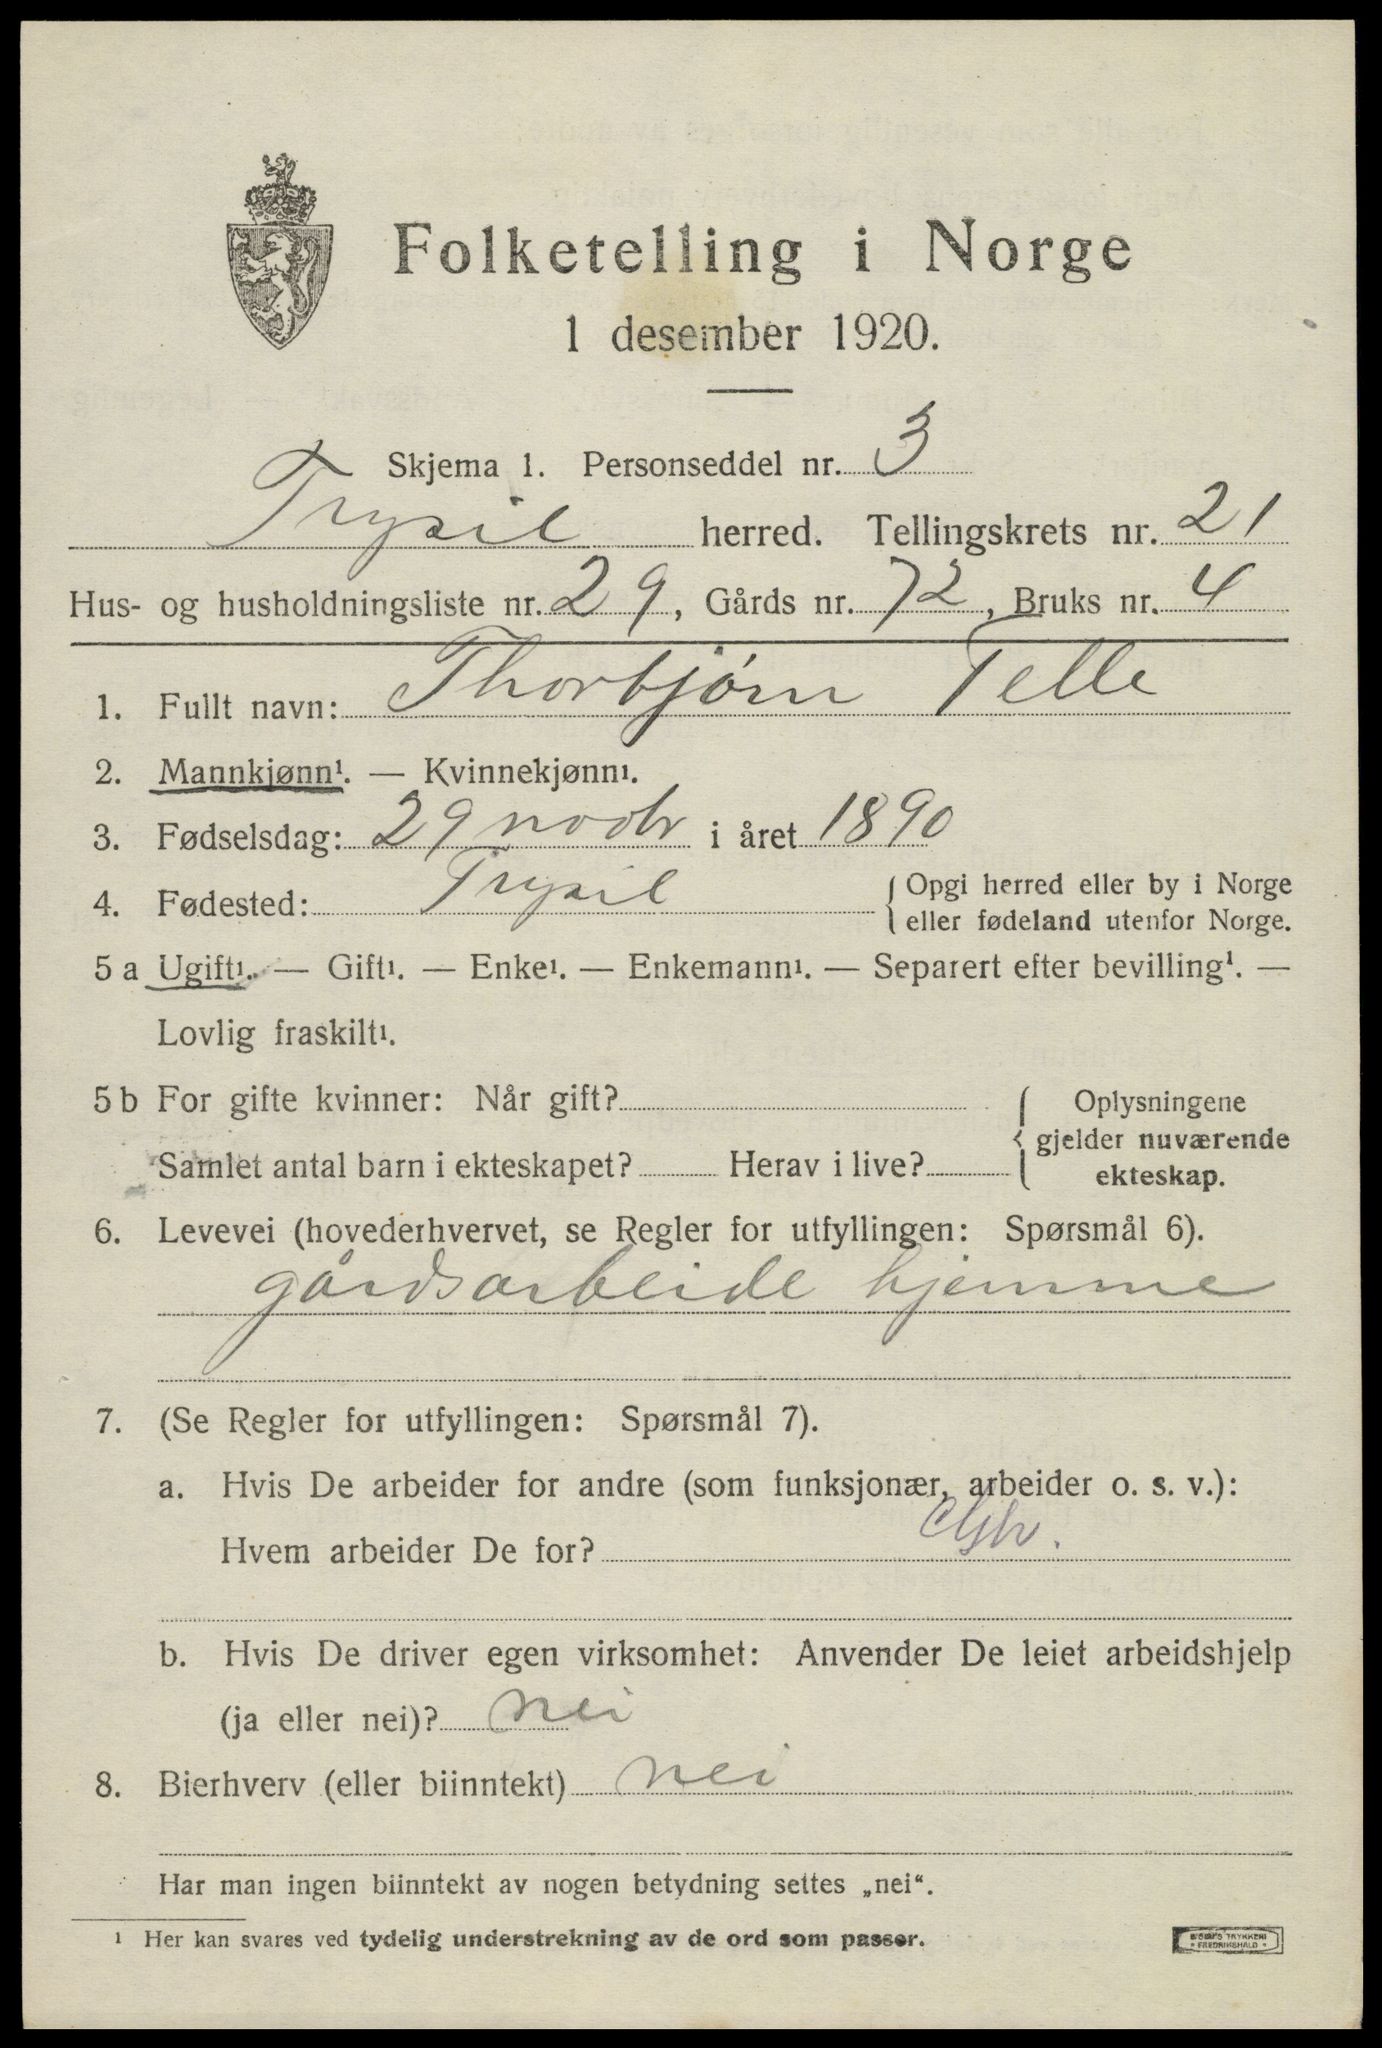 Folketelling i Norge
1 desember 1920.
Skjema 1. Personseddel nr. 3
Trysil herred. Tellingskrets nr. 21
Hus- og husholdningsliste nr. 29, Gårds nr. 72, Bruks nr. 4
1. Fullt navn: Thorbjørn Telle
2. Mannkjønn¹. — Kvinnekjønn¹.
3. Fødselsdag: 29 novbr i året 1890
4. Fødested: Trysil { Opgi herred eller by i Norge
eller fødeland utenfor Norge.
5 a Ugift¹. — Gift¹. — Enke¹. — Enkemann¹. — Separert efter bevilling¹. —
Lovlig fraskilt¹.
5 b For gifte kvinner: Når gift? { Oplysningene
gjelder nuværende
Samlet antal barn i ekteskapet? Herav i live?
ekteskap.
6. Levevei (hovederhvervet, se Regler for utfyllingen: Spørsmål 6).
gårdsarbeide hjemme
7. (Se Regler for utfyllingen: Spørsmål 7).
a. Hvis De arbeider for andre (som funksjonær, arbeider o. s. v.):
Hvem arbeider De for?
b. Hvis De driver egen virksomhet: Anvender De leiet arbeidshjelp
(ja eller nei)? nei
8. Bierhverv (eller biinntekt) nei
Har man ingen biinntekt av nogen betydning settes „nei“.
¹ Her kan svares ved tydelig understrekning av de ord som passer.
TRYKKERI
FREDRIKSHALD